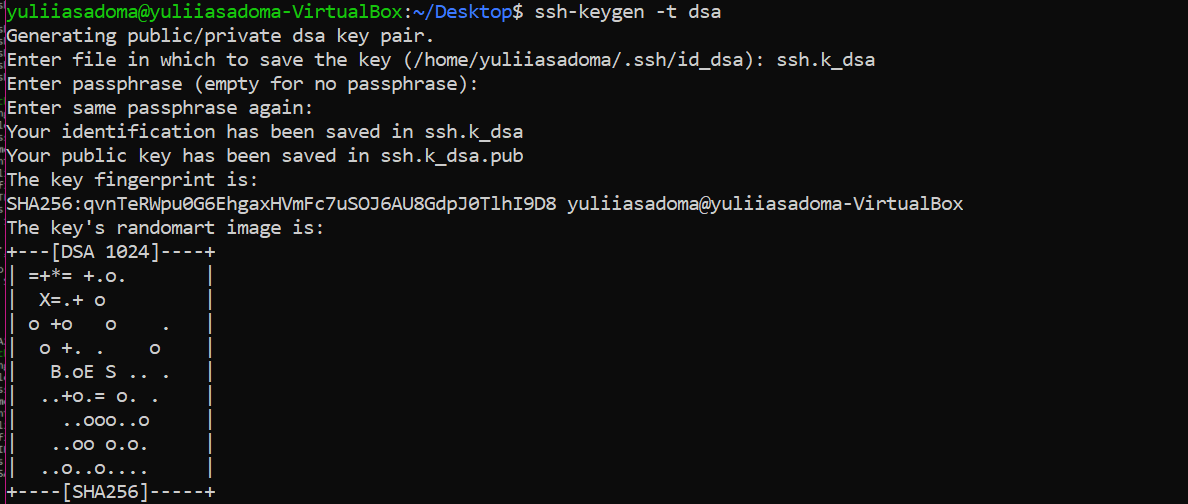 yuliiasadoma@yuliiasadoma-VirtualBox:~/Desktop$ ssh-keygen -t dsa
Generating public/private dsa key pair.
Enter file in which to save the key (/home/yuliiasadoma/.ssh/id_dsa): ssh.k_dsa
Enter passphrase (empty for no passphrase):
Enter same passphrase again:
Your identification has been saved in ssh.k_dsa
Your public key has been saved in ssh.k_dsa.pub
The key fingerprint is:
SHA256:qvnTeRWpu0G6EhgaxHVmFc7uSOJ6AU8GdpJ0TlhI9D8 yuliiasadoma@yuliiasadoma-VirtualBox
The key's randomart image is:
+---[DSA 1024]----+
| =+*= +.o.       |
|  X=.+ o         |
| o +o   o    .   |
|  o +. .    o    |
|   B.oE S .. .   |
|  ..+o.= o. .    |
|    ..ooo..o     |
|   ..oo o.o.     |
|  ..o..o....     |
+----[SHA256]-----+